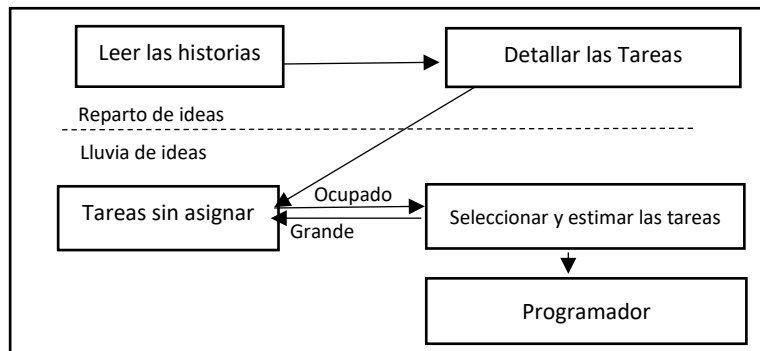 Leer las historias
Detallar las Tareas
Reparto de ideas
Lluvia de ideas
Tareas sin asignar
Ocupado
Grande
Seleccionar y estimar las tareas
Programador